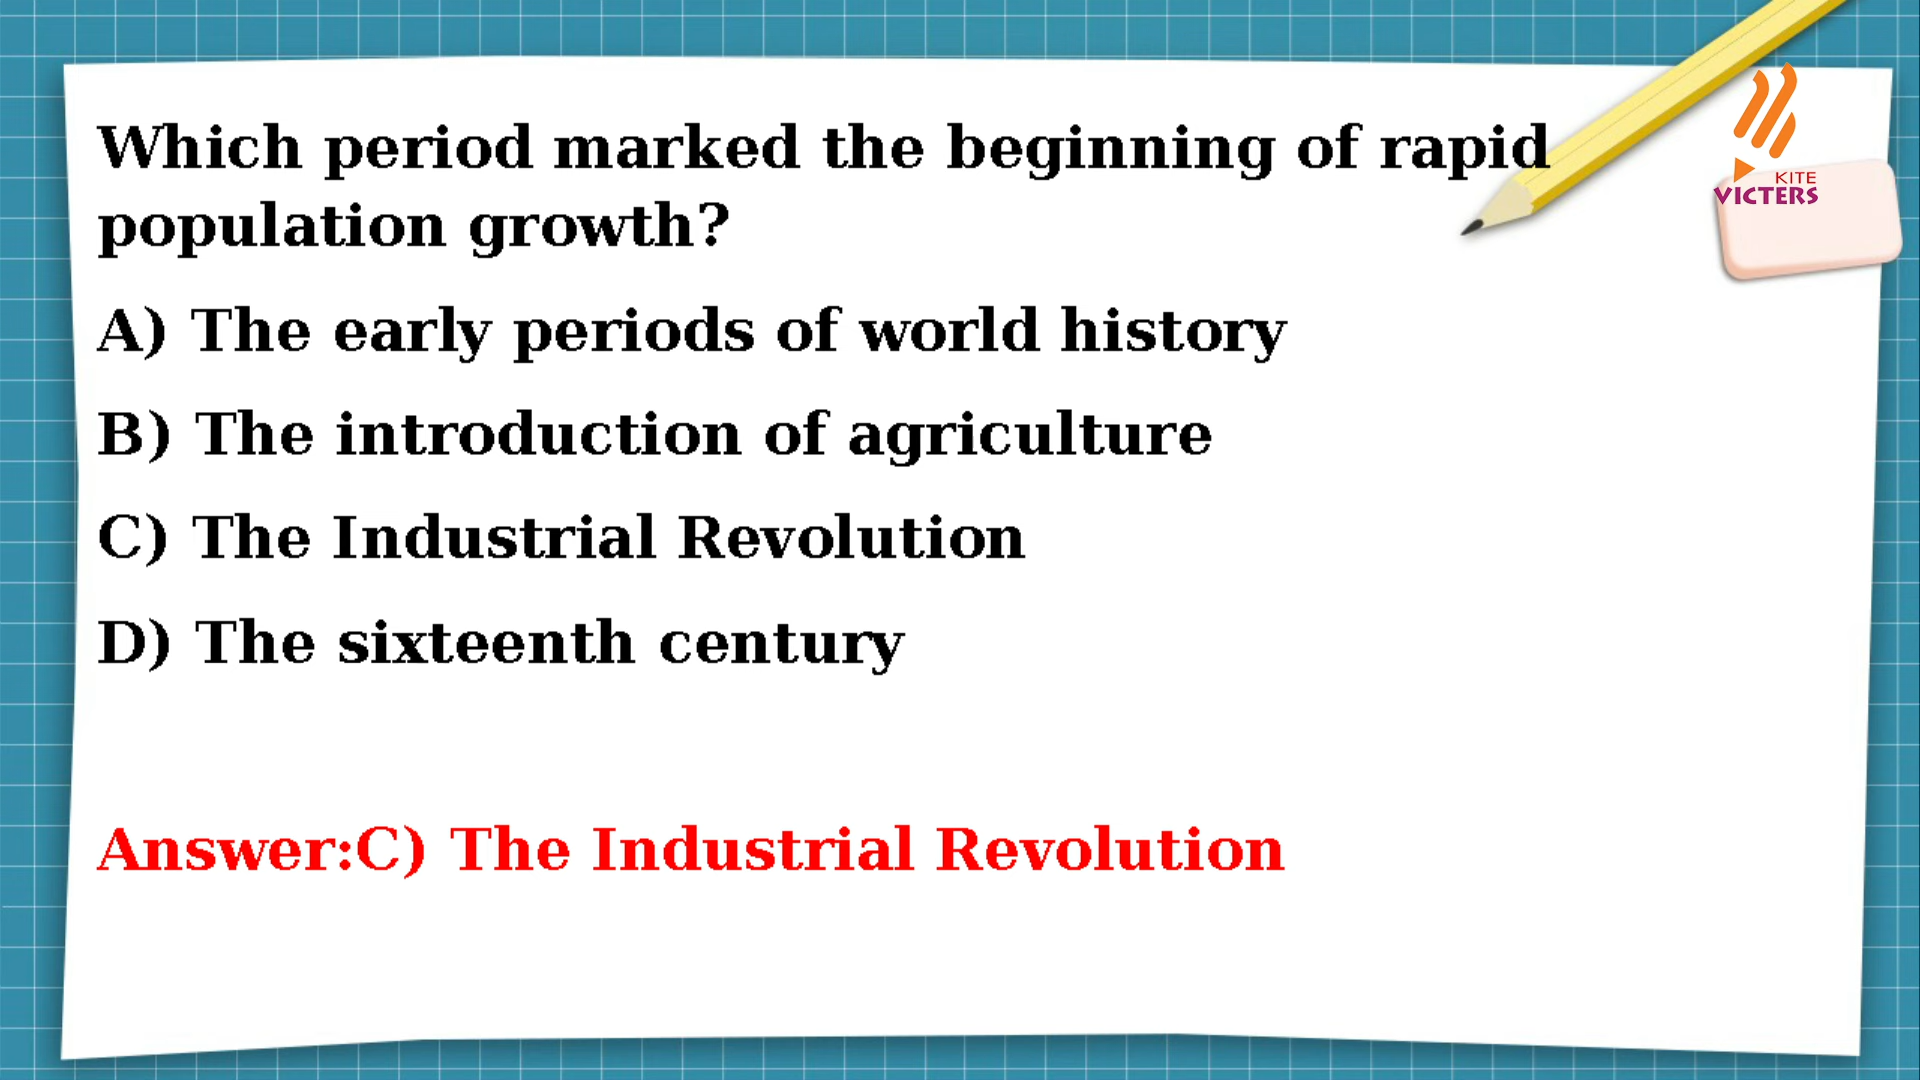 Which period marked the beginning of rapid
population growth?
A) The early periods of world history
B) The introduction of agriculture
C) The Industrial Revolution
D) The sixteenth century
Answer:C) The Industrial Revolution
KITE
VICTERS